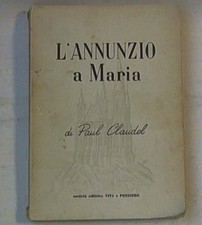 L'ANNUNZIO
a Maria
di Paul Claudel
società editrice VITA e PENSIERO